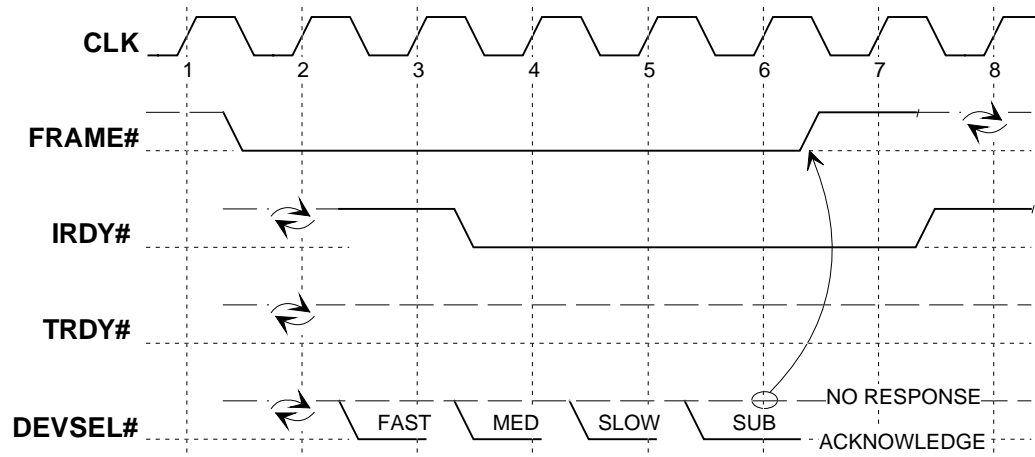 CLK
1 2 3 4 5 6 7 8
FRAME#
IRDY#
TRDY#
DEVSEL#
FAST MED SLOW SUB
NO RESPONSE
ACKNOWLEDGE